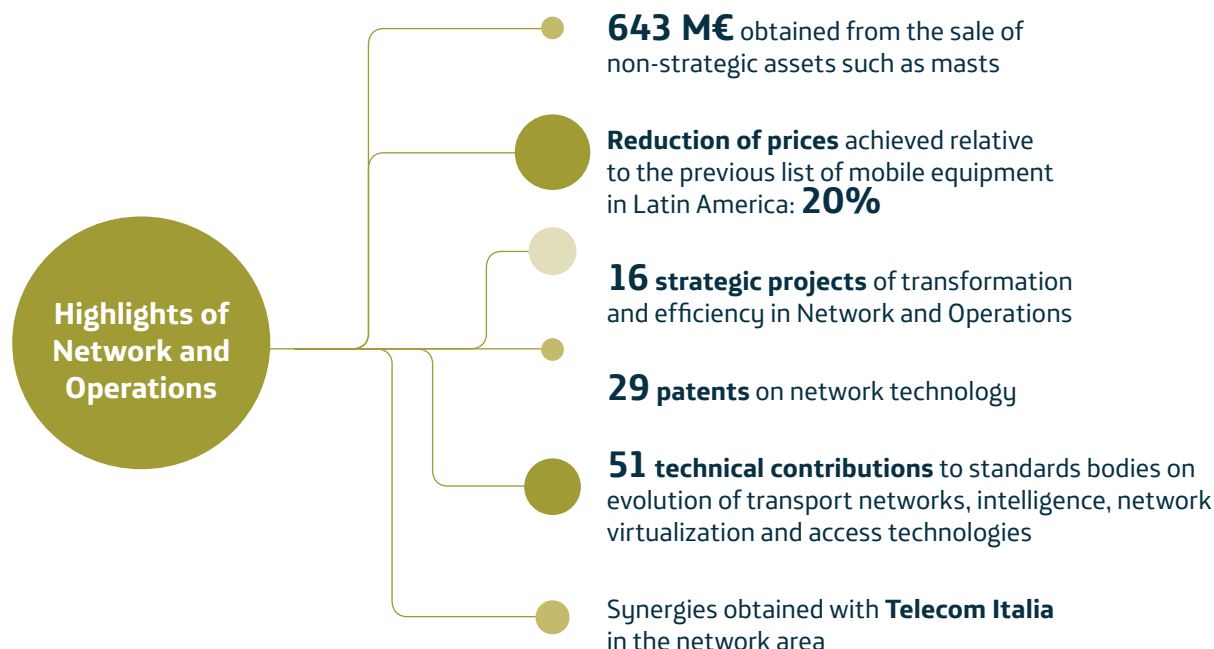 Highlights of
Network and
Operations
643 M€ obtained from the sale of
non-strategic assets such as masts
Reduction of prices achieved relative
to the previous list of mobile equipment
in Latin America: 20%
16 strategic projects of transformation
and efficiency in Network and Operations
29 patents on network technology
51 technical contributions to standards bodies on
evolution of transport networks, intelligence, network
virtualization and access technologies
Synergies obtained with Telecom Italia
in the network area